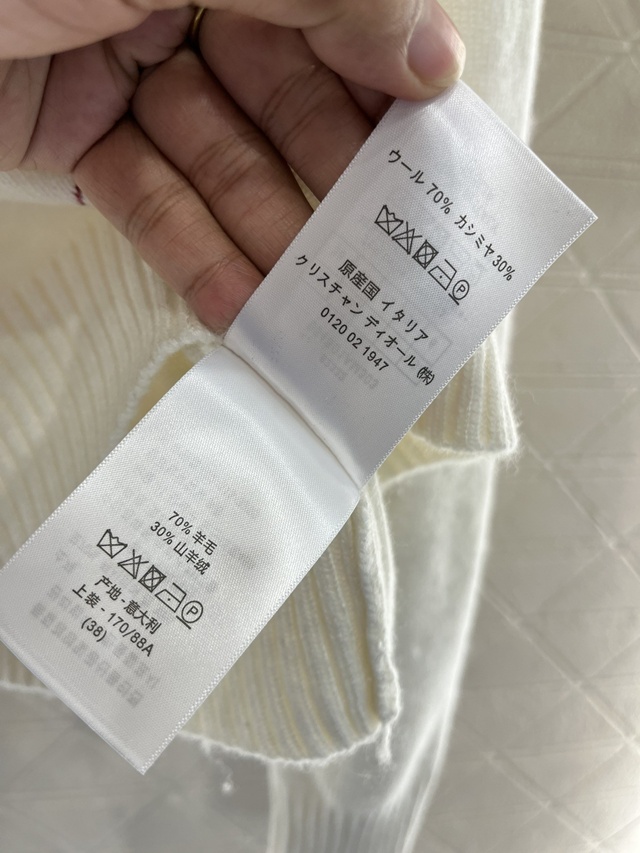 ウール 70% カシミヤ 30%
P
原産国 イタリア
クリスチャン ディオール ㈱
0120 02 1947
70% 羊毛
30% 山羊绒
P
产地 - 意大利
上装 - 170/88A
(38)